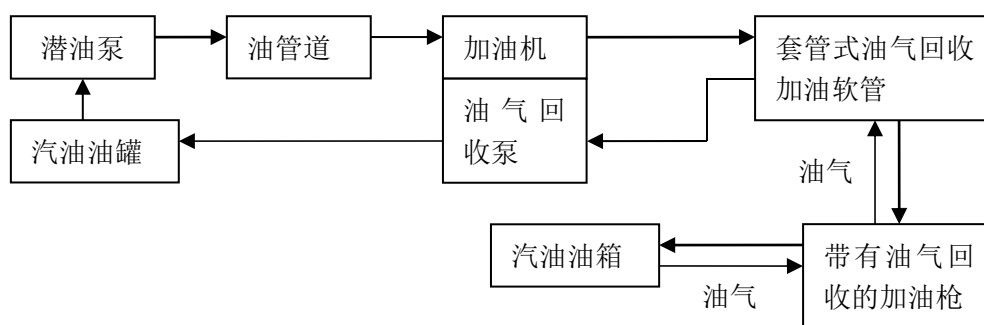 潜油泵
油管道
加油机
套管式油气回收
加油软管
油气回
收泵
汽油油罐
油气
汽油油箱
带有油气回
收的加油枪
油气